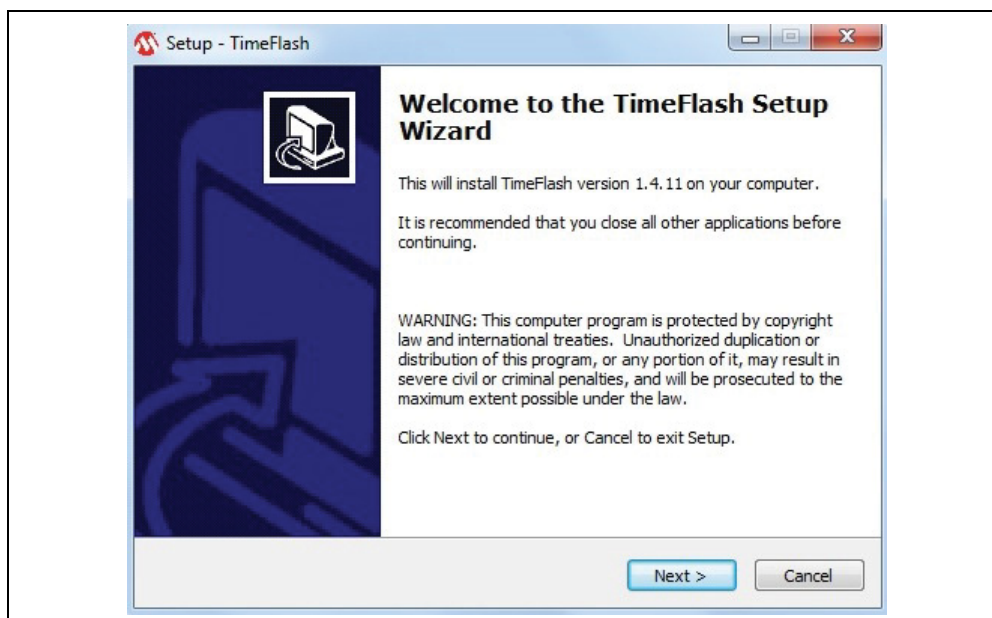 Setup - TimeFlash
Welcome to the TimeFlash Setup
Wizard
This will install TimeFlash version 1.4.11 on your computer.
It is recommended that you close all other applications before
continuing.
WARNING: This computer program is protected by copyright
law and international treaties.  Unauthorized duplication or
distribution of this program, or any portion of it, may result in
severe civil or criminal penalties, and will be prosecuted to the
maximum extent possible under the law.
Click Next to continue, or Cancel to exit Setup.
Next >
Cancel